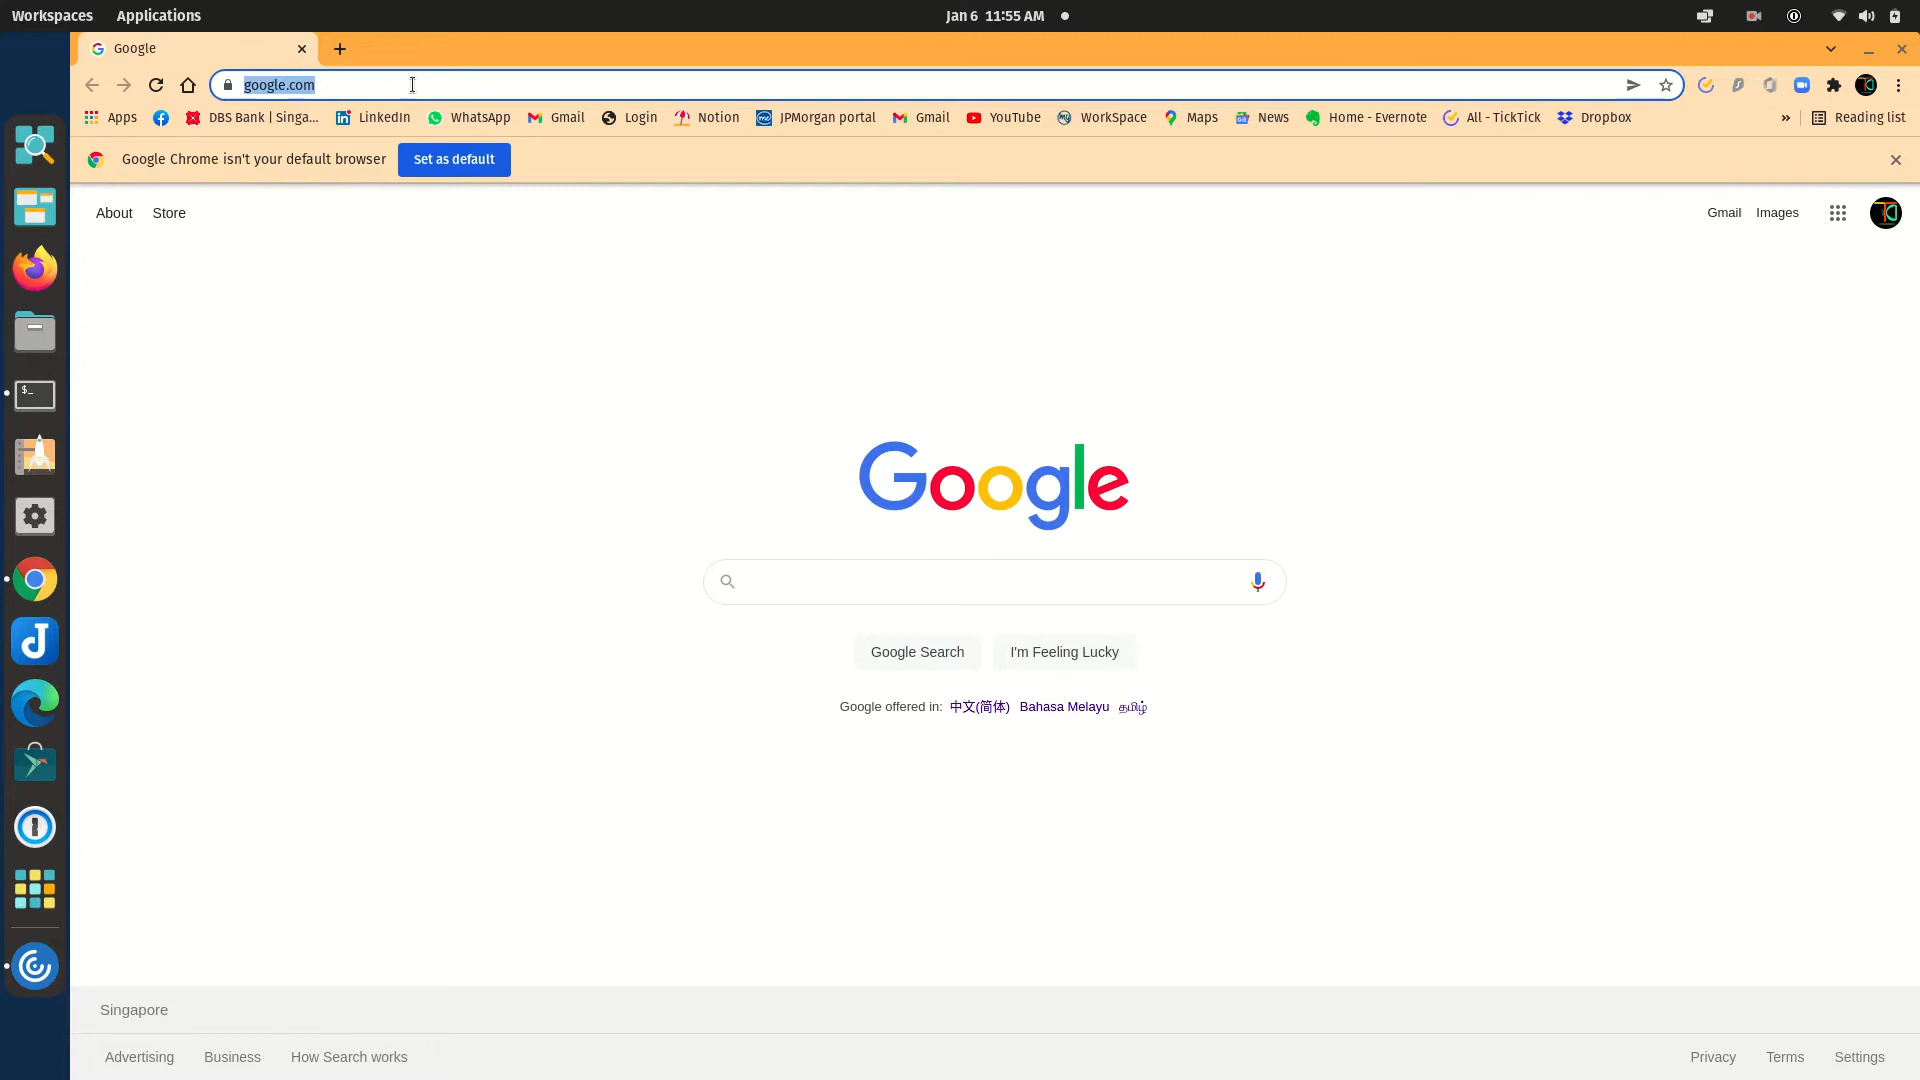 Workspaces Applications Jan 6 11:55 AM
Google
google.com
Apps DBS Bank | Singa... LinkedIn WhatsApp Gmail Login Notion JPMorgan portal Gmail YouTube WorkSpace Maps News Home - Evernote All - TickTick Dropbox » Reading list
Google Chrome isn't your default browser Set as default
About Store Gmail Images
Google
Google Search I'm Feeling Lucky
Google offered in: 中文(简体) Bahasa Melayu தமிழ்
Singapore
Advertising Business How Search works Privacy Terms Settings